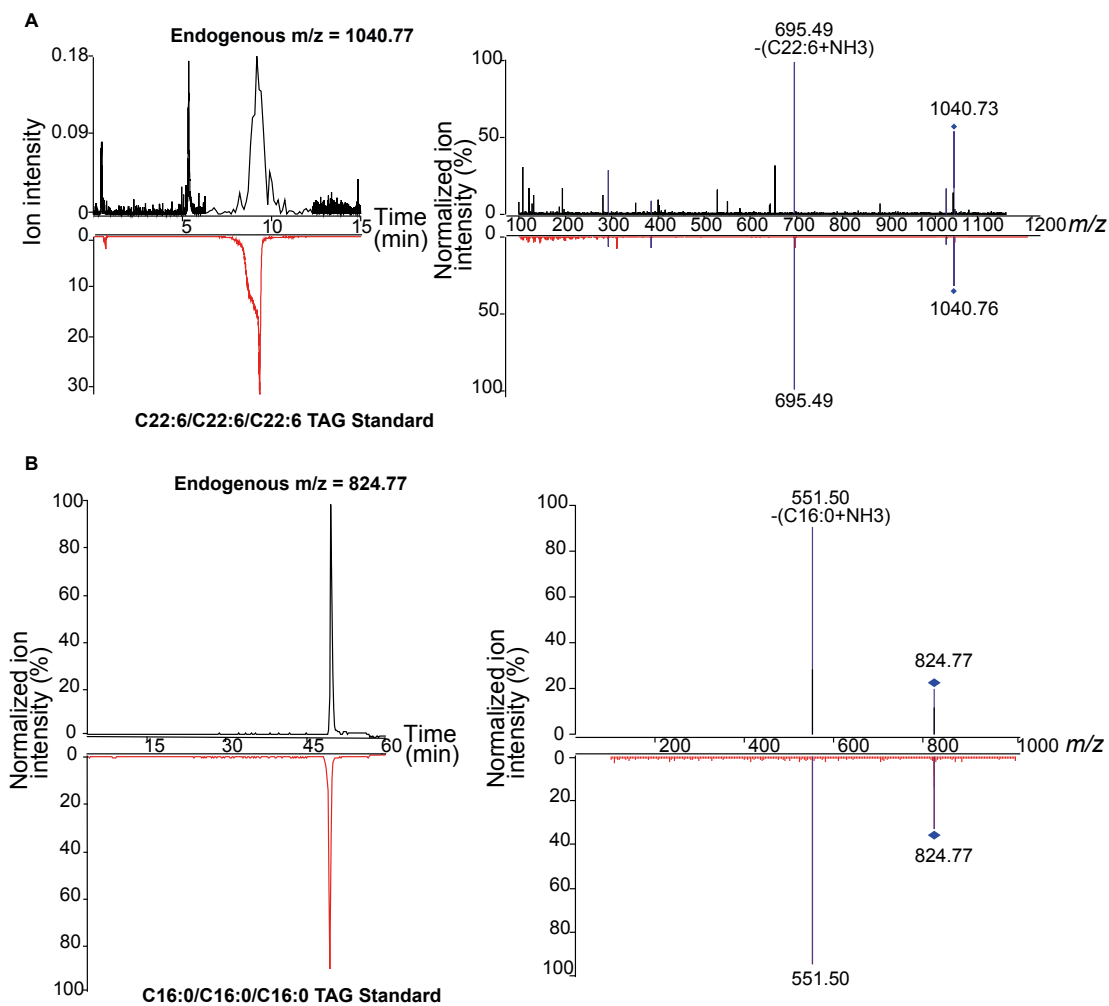 A
Endogenous m/z = 1040.77
Ion intensity
0.18
0.09
0
5
10
15
Time
(min)
0
10
20
30
C22:6/C22:6/C22:6 TAG Standard
695.49
-(C22:6+NH3)
Normalized ion
intensity (%)
100
50
0
1040.73
100 200 300 400 500 600 700 800 900 1000 1100 1200 m/z
0
50
100
1040.76
695.49
B
Endogenous m/z = 824.77
Normalized ion
intensity (%)
100
80
60
40
20
0
15
30
45
60
Time
(min)
0
20
40
60
80
100
C16:0/C16:0/C16:0 TAG Standard
551.50
-(C16:0+NH3)
Normalized ion
intensity (%)
100
80
60
40
20
0
824.77
200 400 600 800 1000 m/z
0
20
40
60
80
100
824.77
551.50